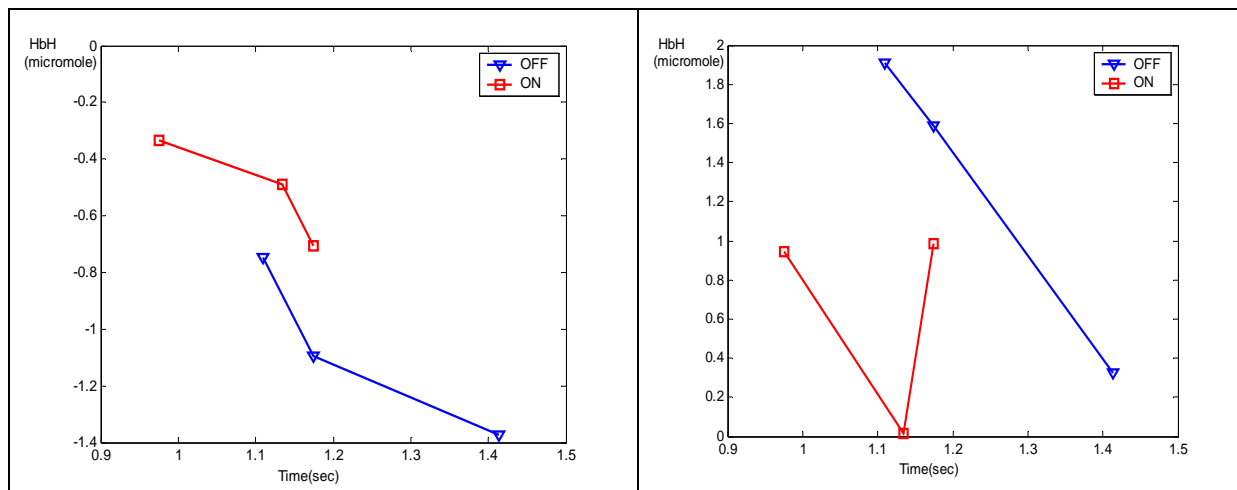 HbH
(micromole)
0
-0.2
-0.4
-0.6
-0.8
-1
-1.2
-1.4
0.9 1 1.1 1.2 1.3 1.4 1.5
Time(sec)
OFF
ON
HbH
(micromole)
2
1.8
1.6
1.4
1.2
1
0.8
0.6
0.4
0.2
0
0.9 1 1.1 1.2 1.3 1.4 1.5
Time(sec)
OFF
ON